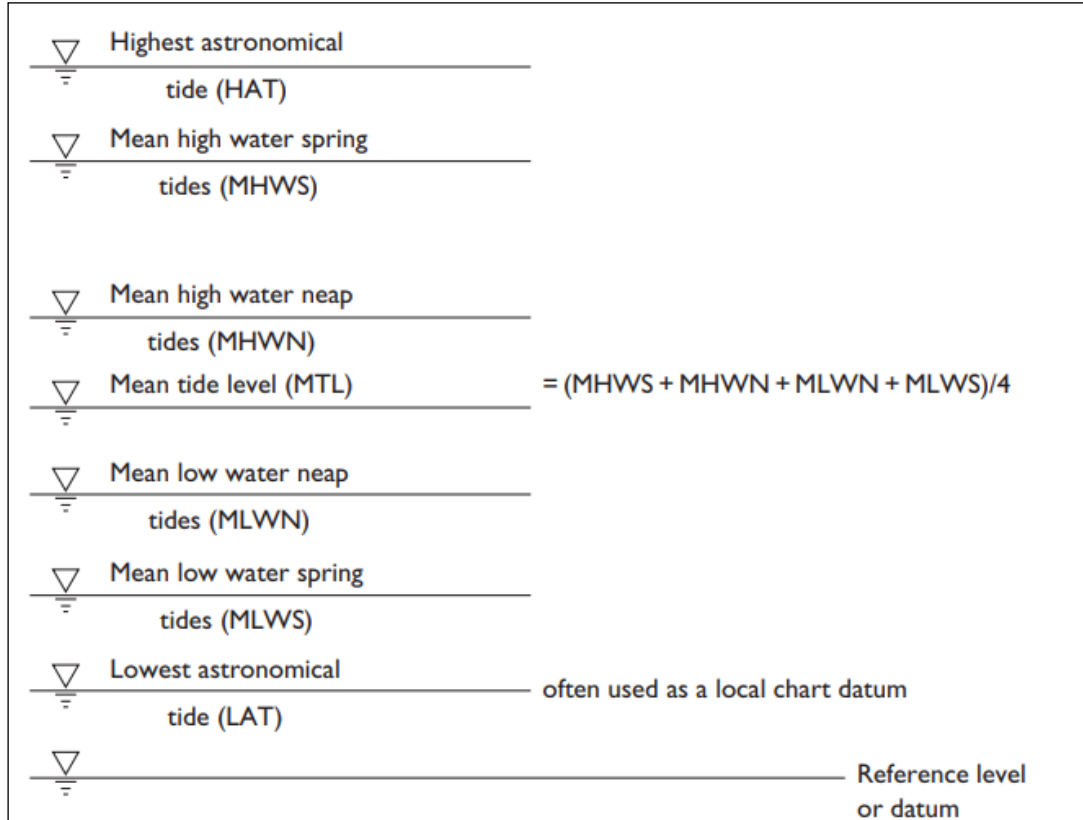 Highest astronomical
tide (HAT)
Mean high water spring
tides (MHWS)
Mean high water neap
tides (MHWN)
Mean tide level (MTL) = (MHWS + MHWN + MLWN + MLWS)/4
Mean low water neap
tides (MLWN)
Mean low water spring
tides (MLWS)
Lowest astronomical
often used as a local chart datum
tide (LAT)
Reference level
or datum